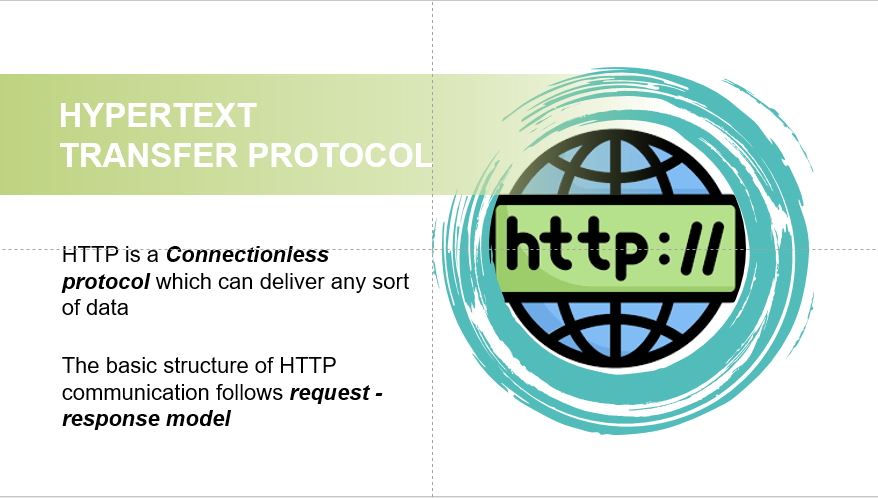 HYPERTEXT
TRANSFER PROTOCOL
http://
HTTP is a Connectionless
protocol which can deliver any sort
of data
The basic structure of HTTP
communication follows request -
response model